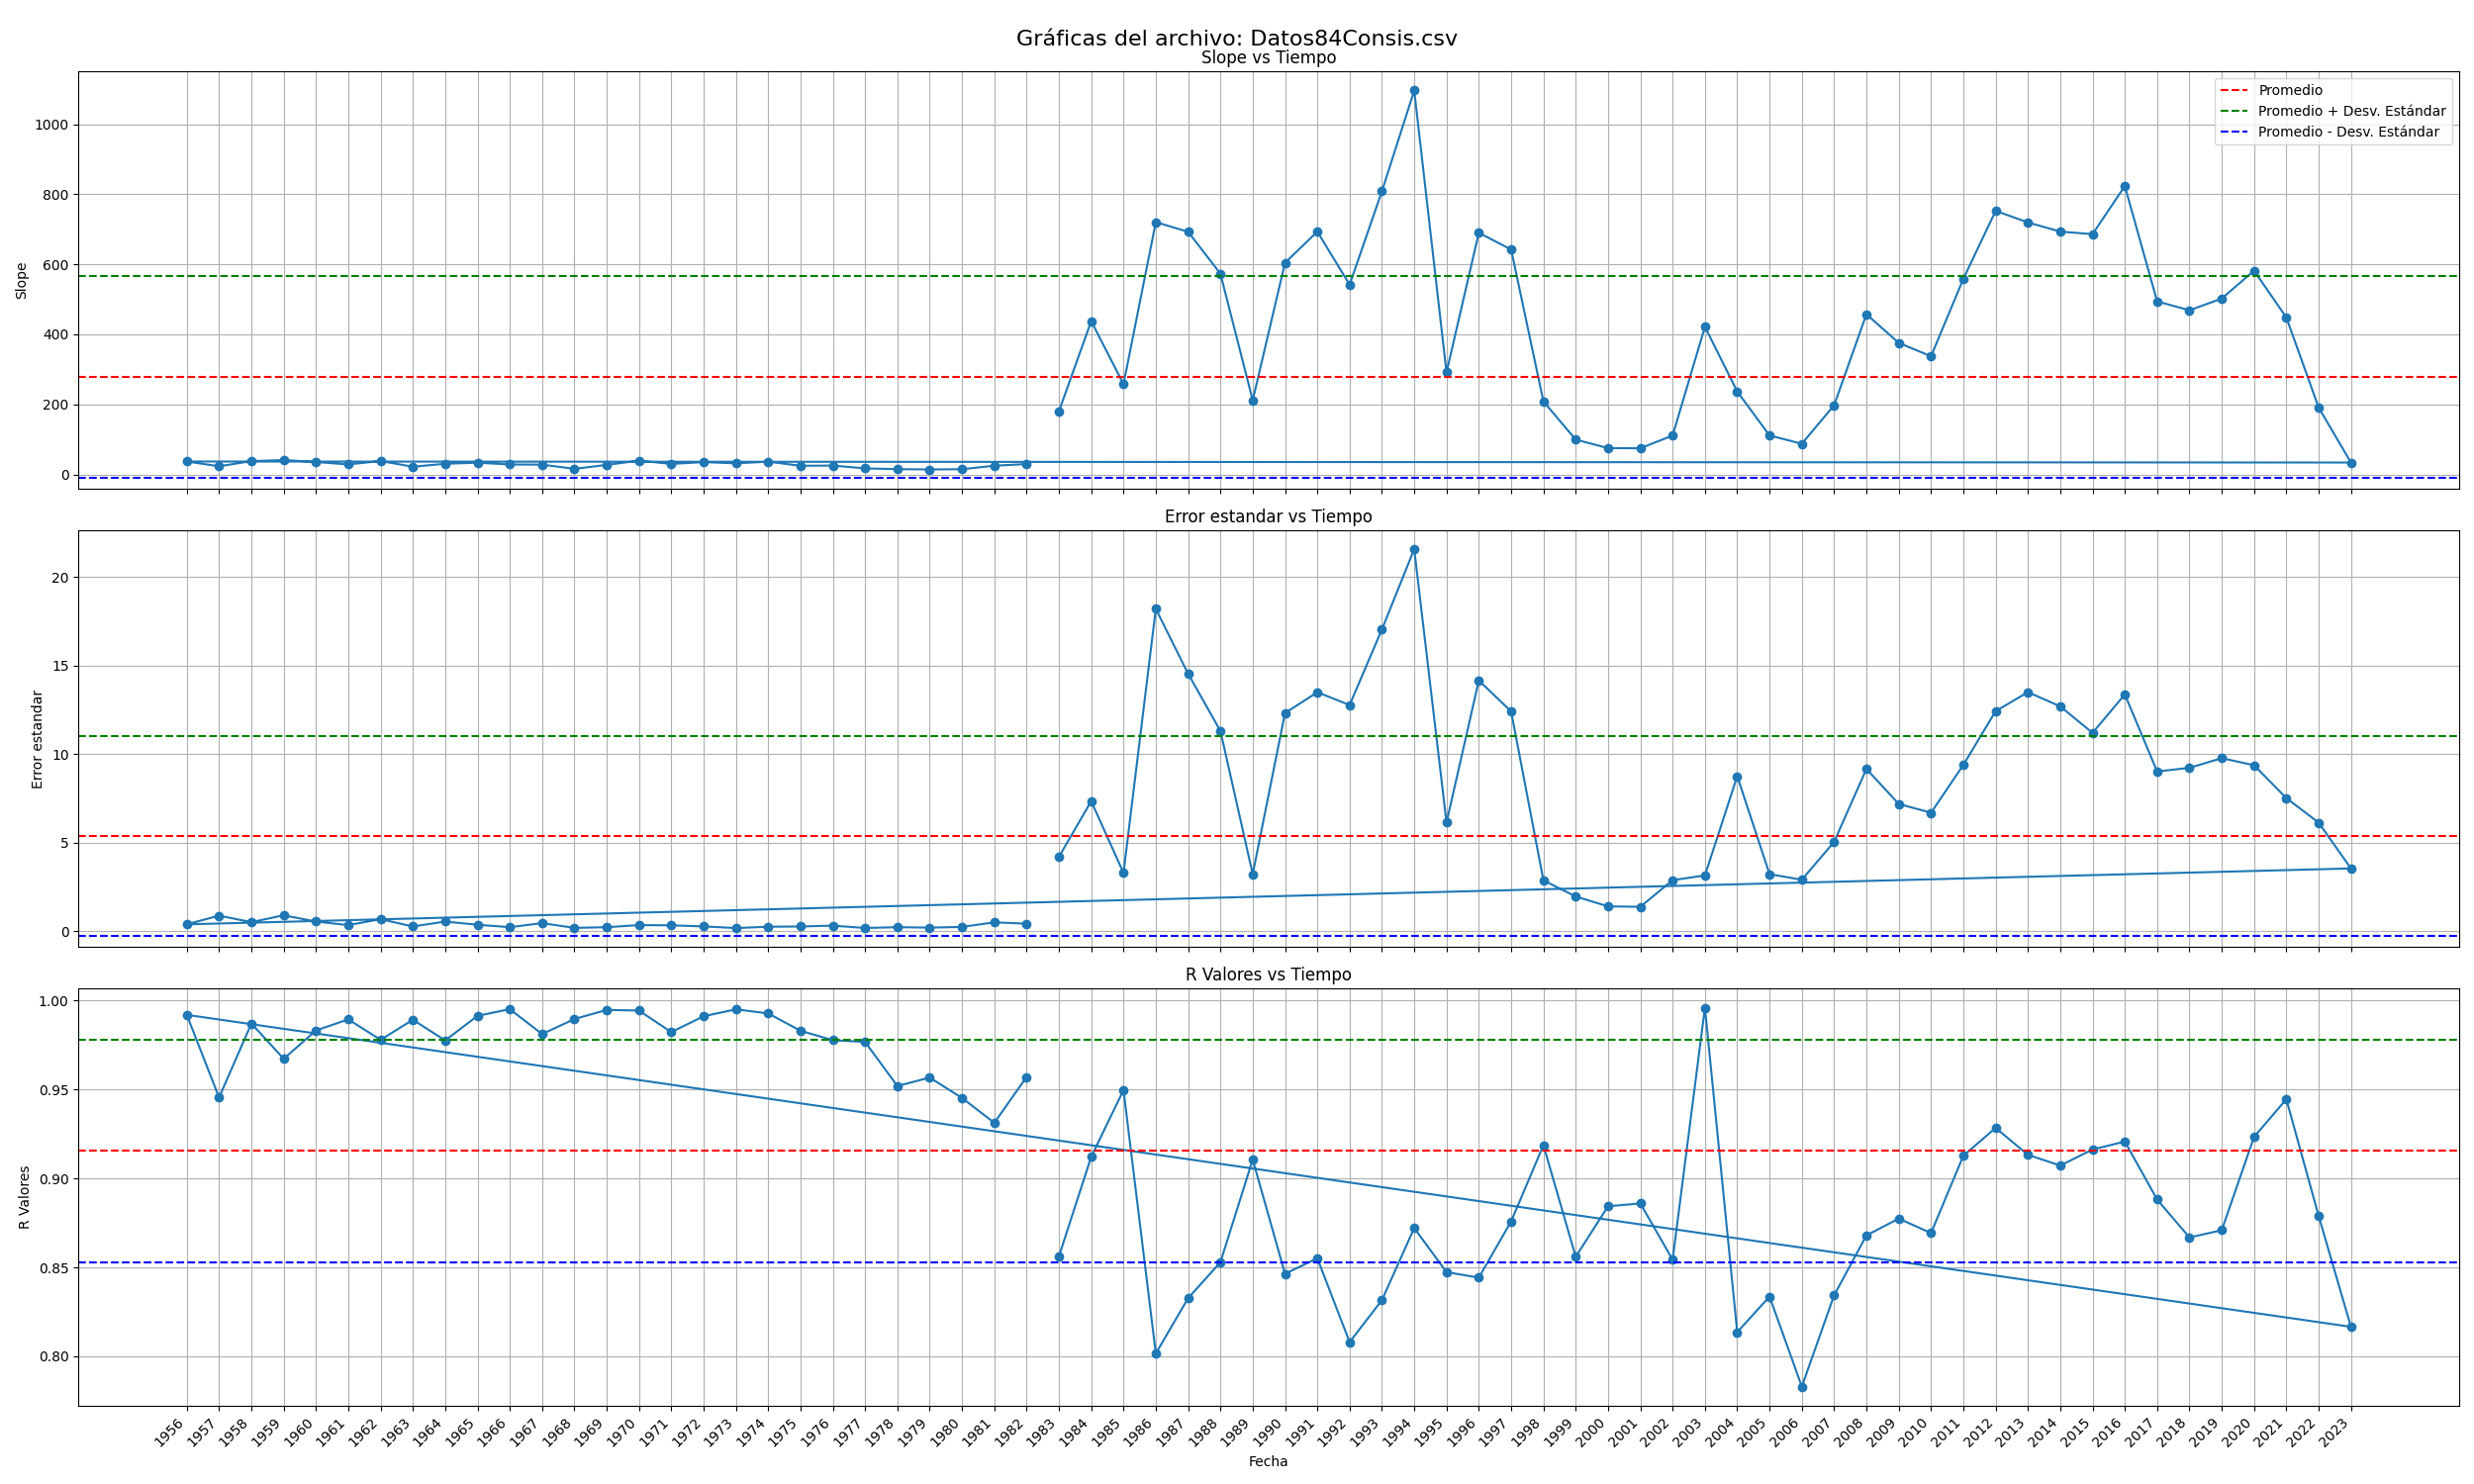 Gráficas del archivo: Datos84Consis.csv
Slope vs Tiempo
Promedio
Promedio + Desv. Estándar
Promedio - Desv. Estándar
1000
800
600
400
200
0
Slope
Error estandar vs Tiempo
20
15
10
5
0
Error estandar
R Valores vs Tiempo
1.00
0.95
0.90
0.85
0.80
R Valores
1956 1957 1958 1959 1960 1961 1962 1963 1964 1965 1966 1967 1968 1969 1970 1971 1972 1973 1974 1975 1976 1977 1978 1979 1980 1981 1982 1983 1984 1985 1986 1987 1988 1989 1990 1991 1992 1993 1994 1995 1996 1997 1998 1999 2000 2001 2002 2003 2004 2005 2006 2007 2008 2009 2010 2011 2012 2013 2014 2015 2016 2017 2018 2019 2020 2021 2022 2023
Fecha